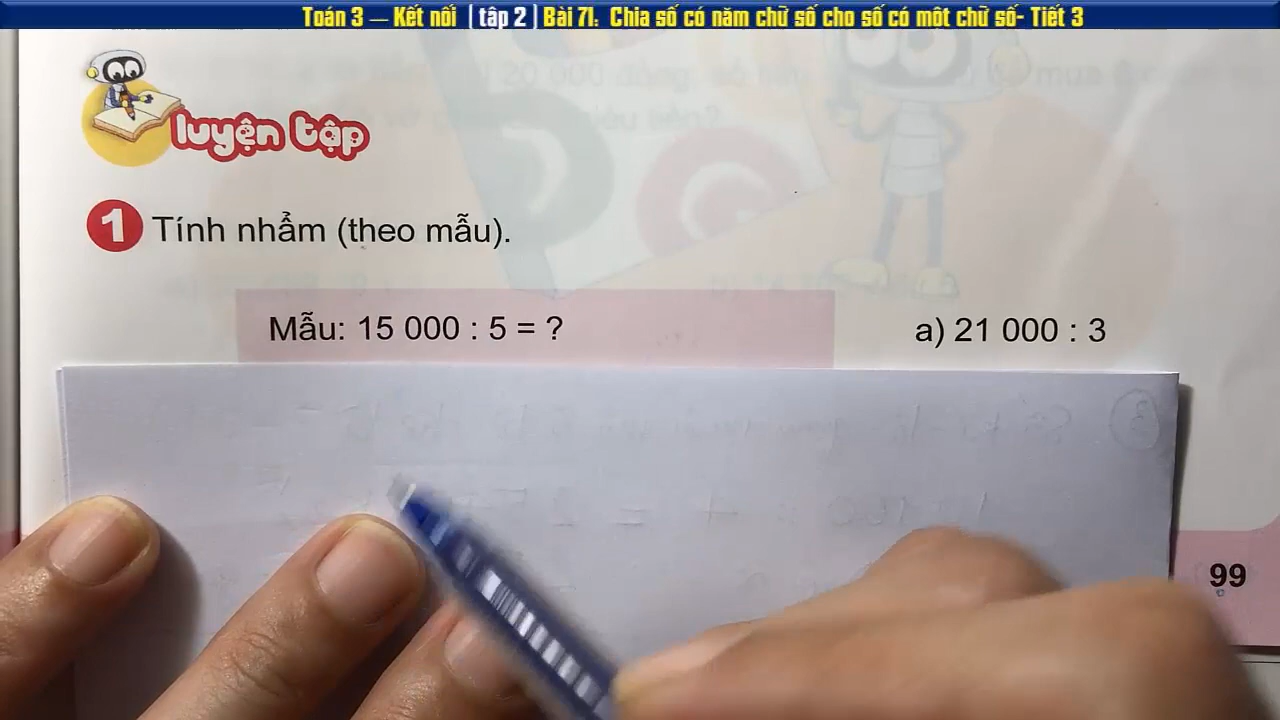 Toán 3 – Kết nối [ tập 2 ] Bài 71: Chia số có năm chữ số cho số có một chữ số- Tiết 3
luyện tập
1 Tính nhẩm (theo mẫu).
Mẫu: 15 000 : 5 = ?
a) 21 000 : 3
99